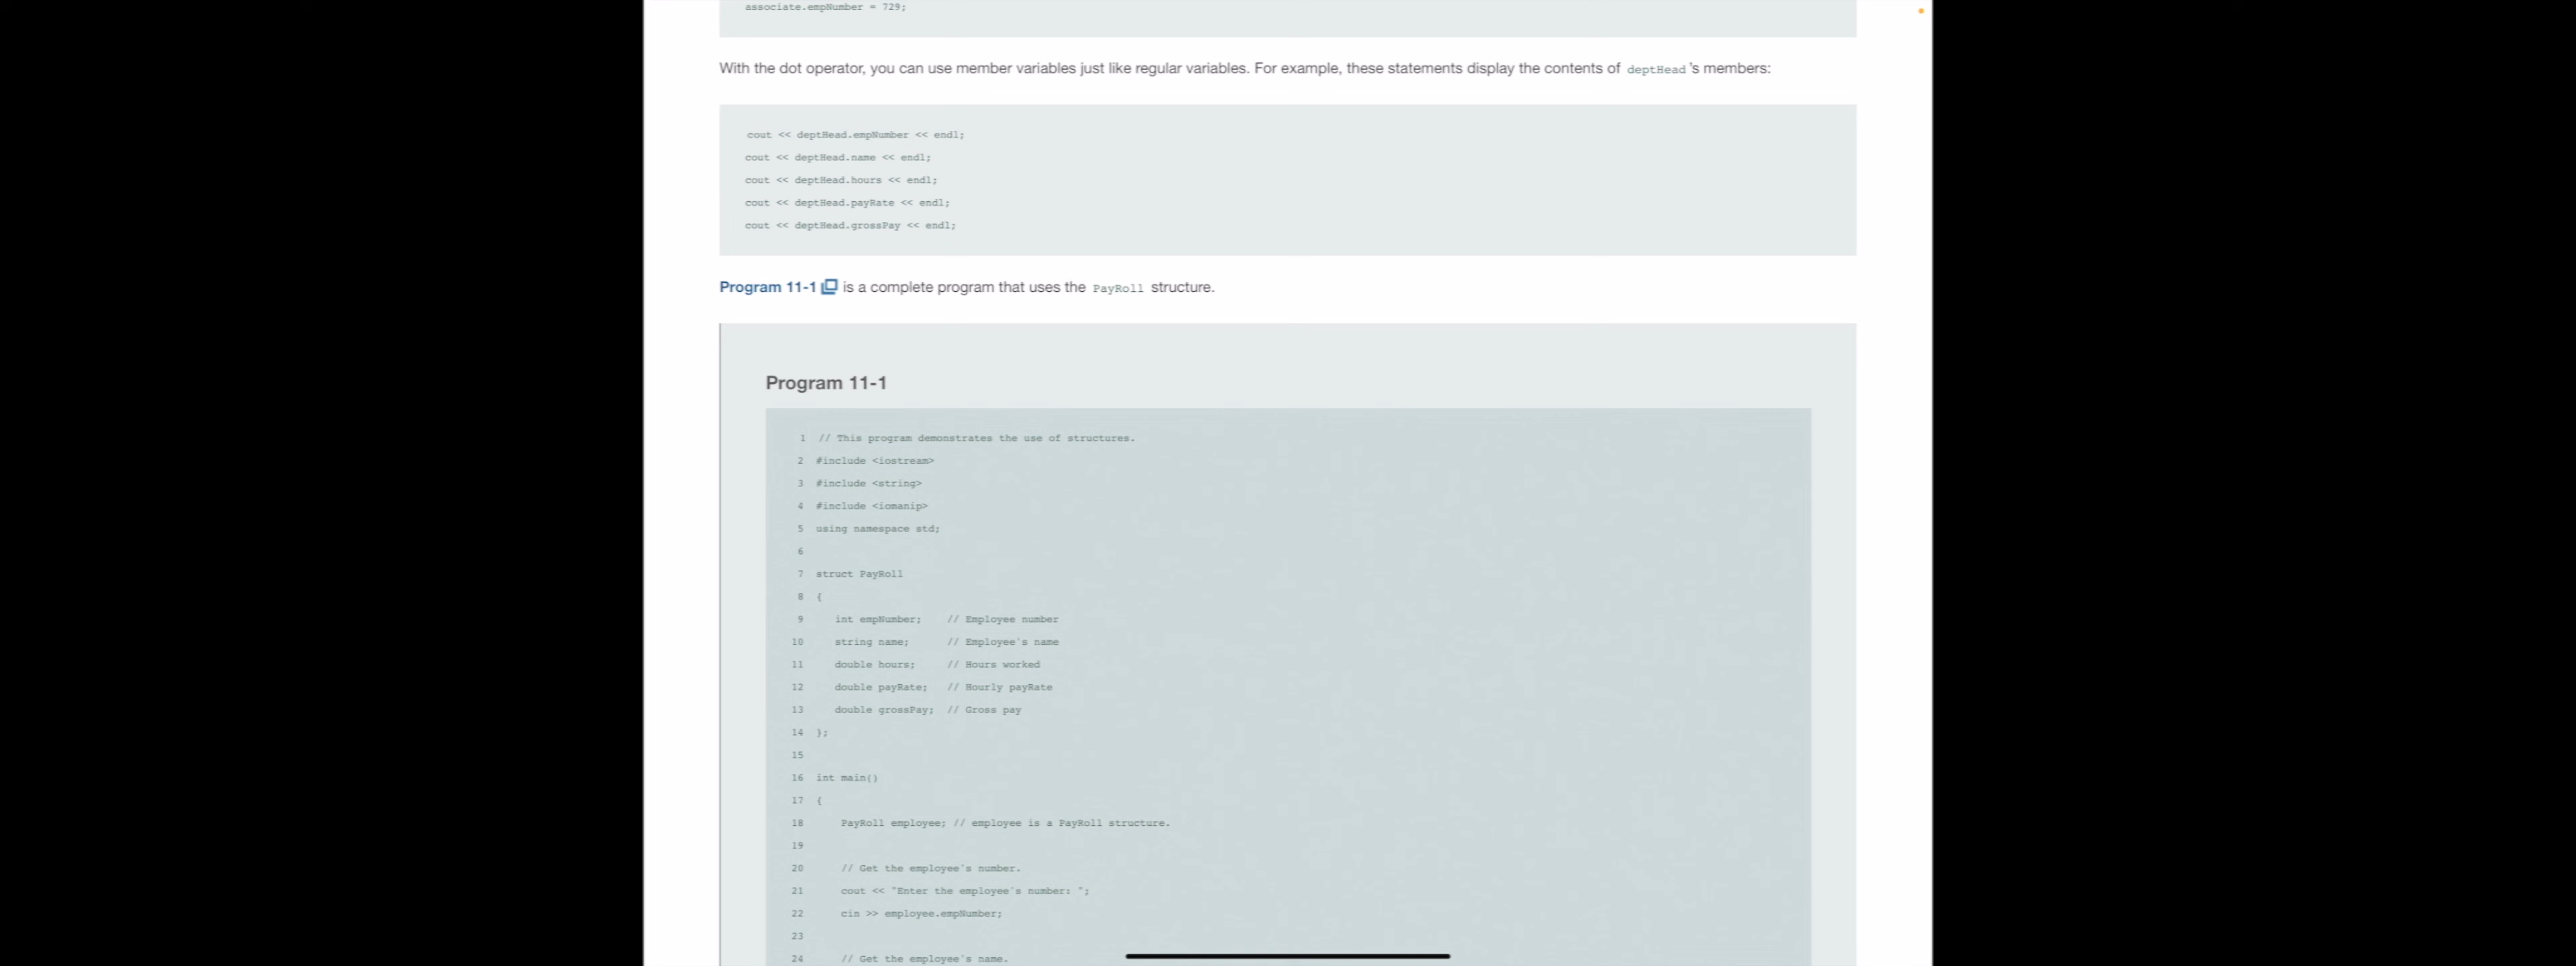 associate.empNumber = 729;
With the dot operator, you can use member variables just like regular variables. For example, these statements display the contents of deptHead 's members:
cout << deptHead.empNumber << endl;
cout << deptHead.name << endl;
cout << deptHead.hours << endl;
cout << deptHead.payRate << endl;
cout << deptHead.grossPay << endl;
Program 11-1 is a complete program that uses the PayRoll structure.
Program 11-1
1 // This program demonstrates the use of structures.
2 #include <iostream>
3 #include <string>
4 #include <iomanip>
5 using namespace std;
6
7 struct PayRoll
8 {
9 int empNumber; // Employee number
10 string name; // Employee's name
11 double hours; // Hours worked
12 double payRate; // Hourly payRate
13 double grossPay; // Gross pay
14 };
15
16 int main()
17 {
18 PayRoll employee; // employee is a PayRoll structure.
19
20 // Get the employee's number.
21 cout << "Enter the employee's number: ";
22 cin >> employee.empNumber;
23
24 // Get the employee's name.